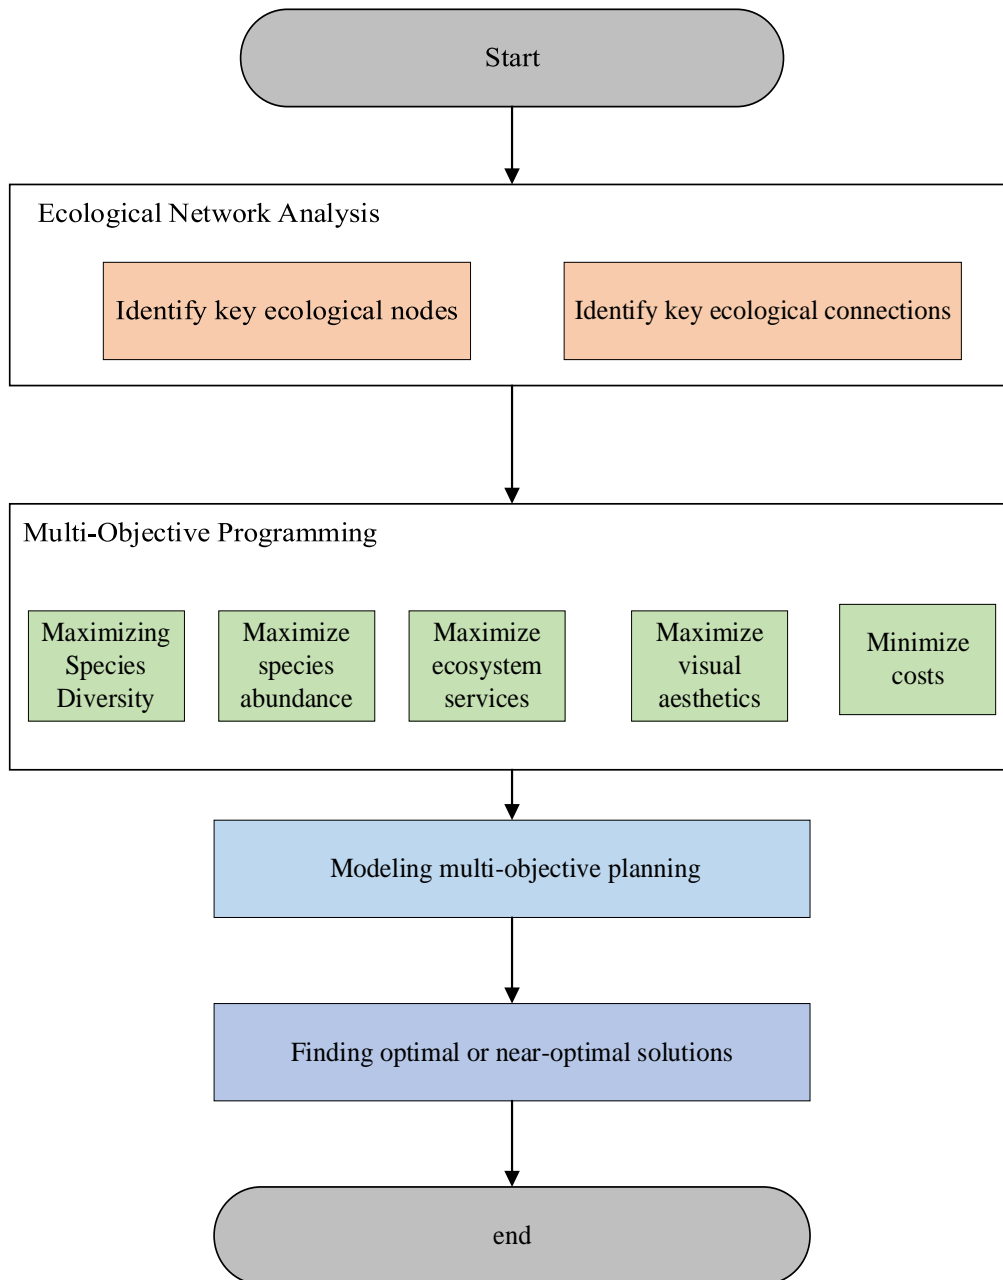 Start
Ecological Network Analysis
Identify key ecological nodes
Identify key ecological connections
Multi-Objective Programming
Maximizing
Species
Diversity
Maximize
species
abundance
Maximize
ecosystem
services
Maximize
visual
aesthetics
Minimize
costs
Modeling multi-objective planning
Finding optimal or near-optimal solutions
end